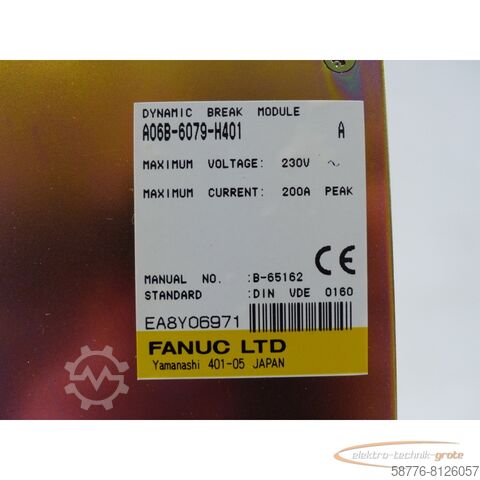 DYNAMIC BREAK MODULE
A06B-6079-H401 A
MAXIMUM VOLTAGE: 230V ~
MAXIMUM CURRENT: 200A PEAK
MANUAL NO. :B-65162 CE
STANDARD :DIN VDE 0160
EA8Y06971
FANUC LTD
Yamanashi 401-05 JAPAN
Machineseeker
elektro-technik-grote
58776-8126057